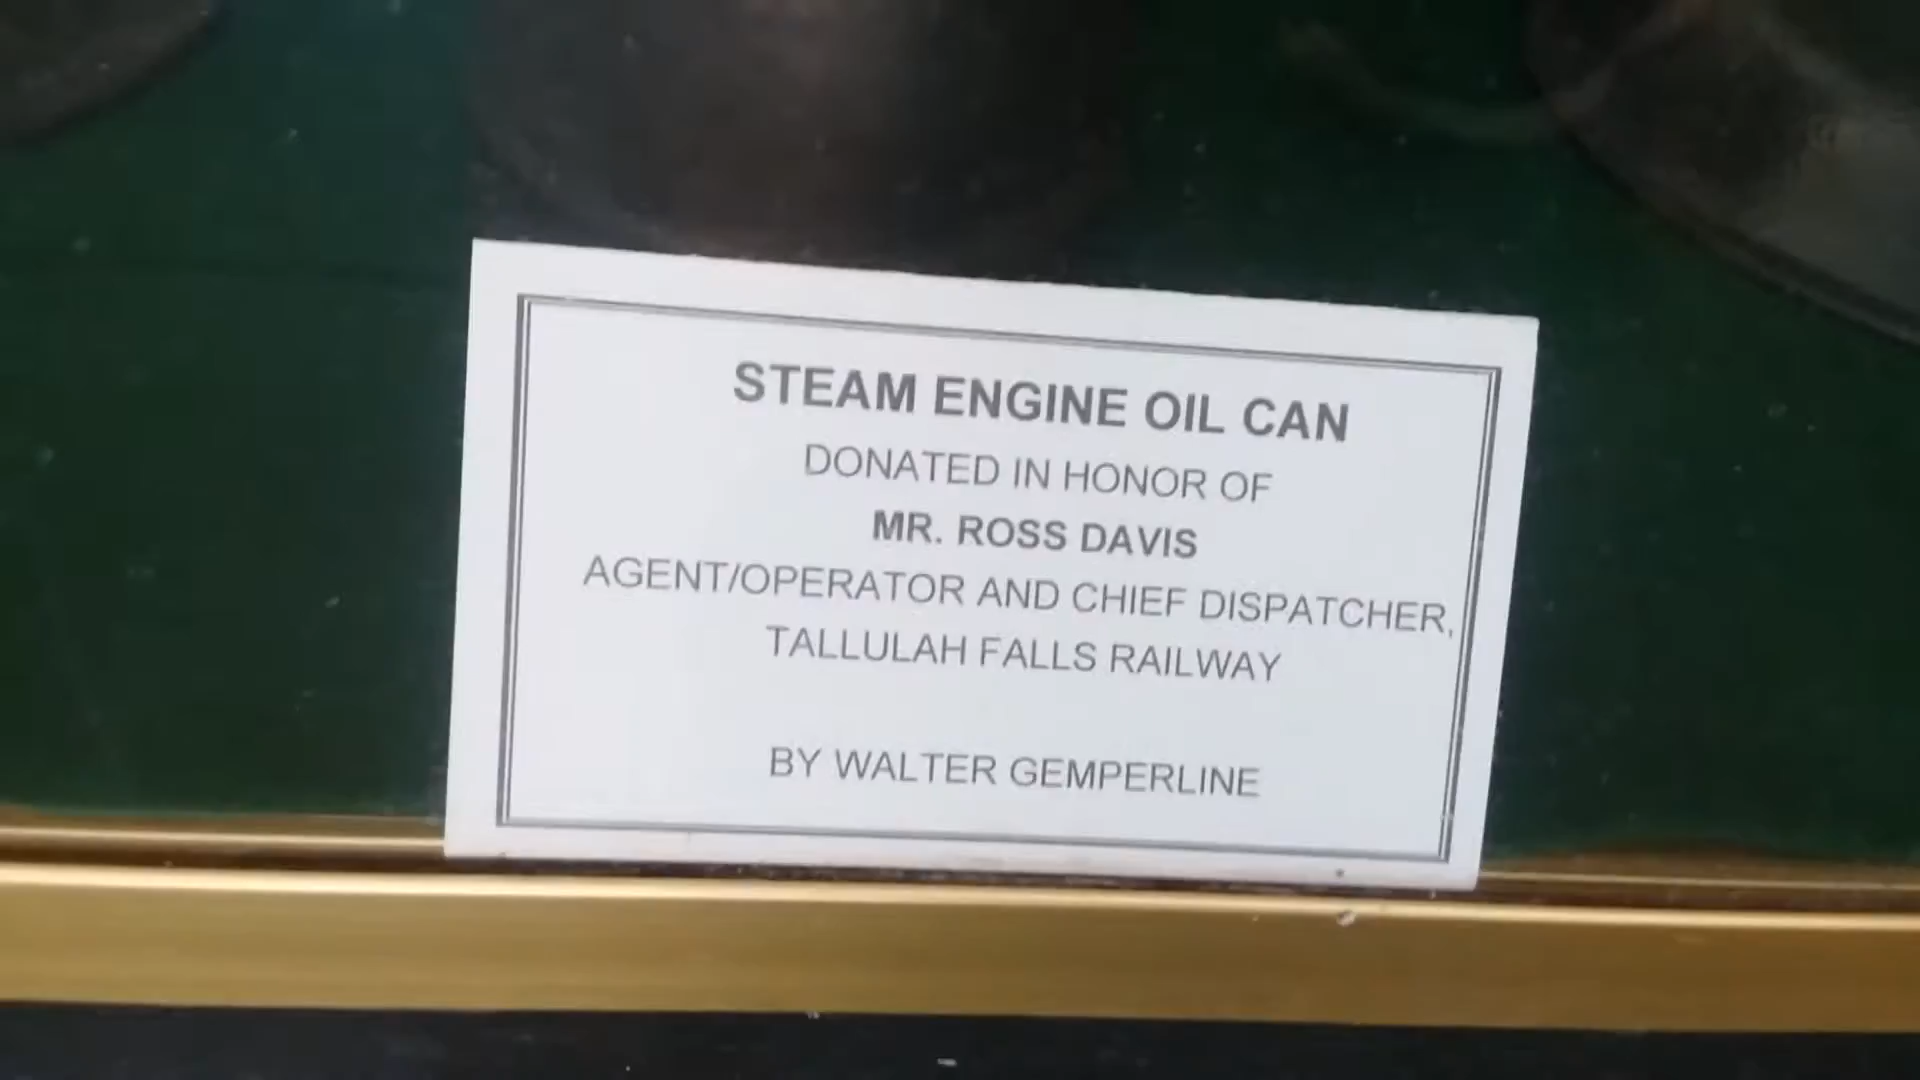 STEAM ENGINE OIL CAN
DONATED IN HONOR OF
MR. ROSS DAVIS
AGENT/OPERATOR AND CHIEF DISPATCHER,
TALLULAH FALLS RAILWAY
BY WALTER GEMPERLINE